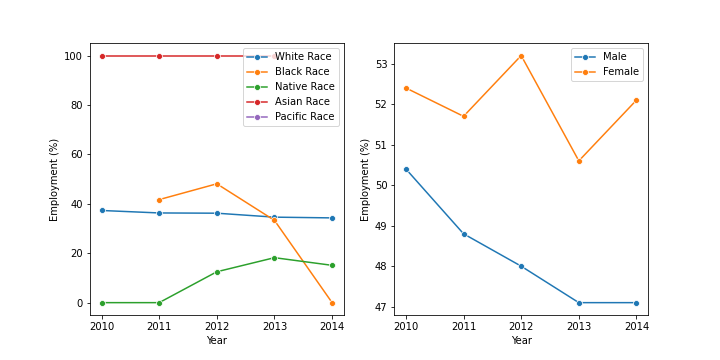 100
80
60
40
20
0
Employment (%)
2010 2011 2012 2013 2014
Year
White Race
Black Race
Native Race
Asian Race
Pacific Race
53
52
51
50
49
48
47
Employment (%)
2010 2011 2012 2013 2014
Year
Male
Female